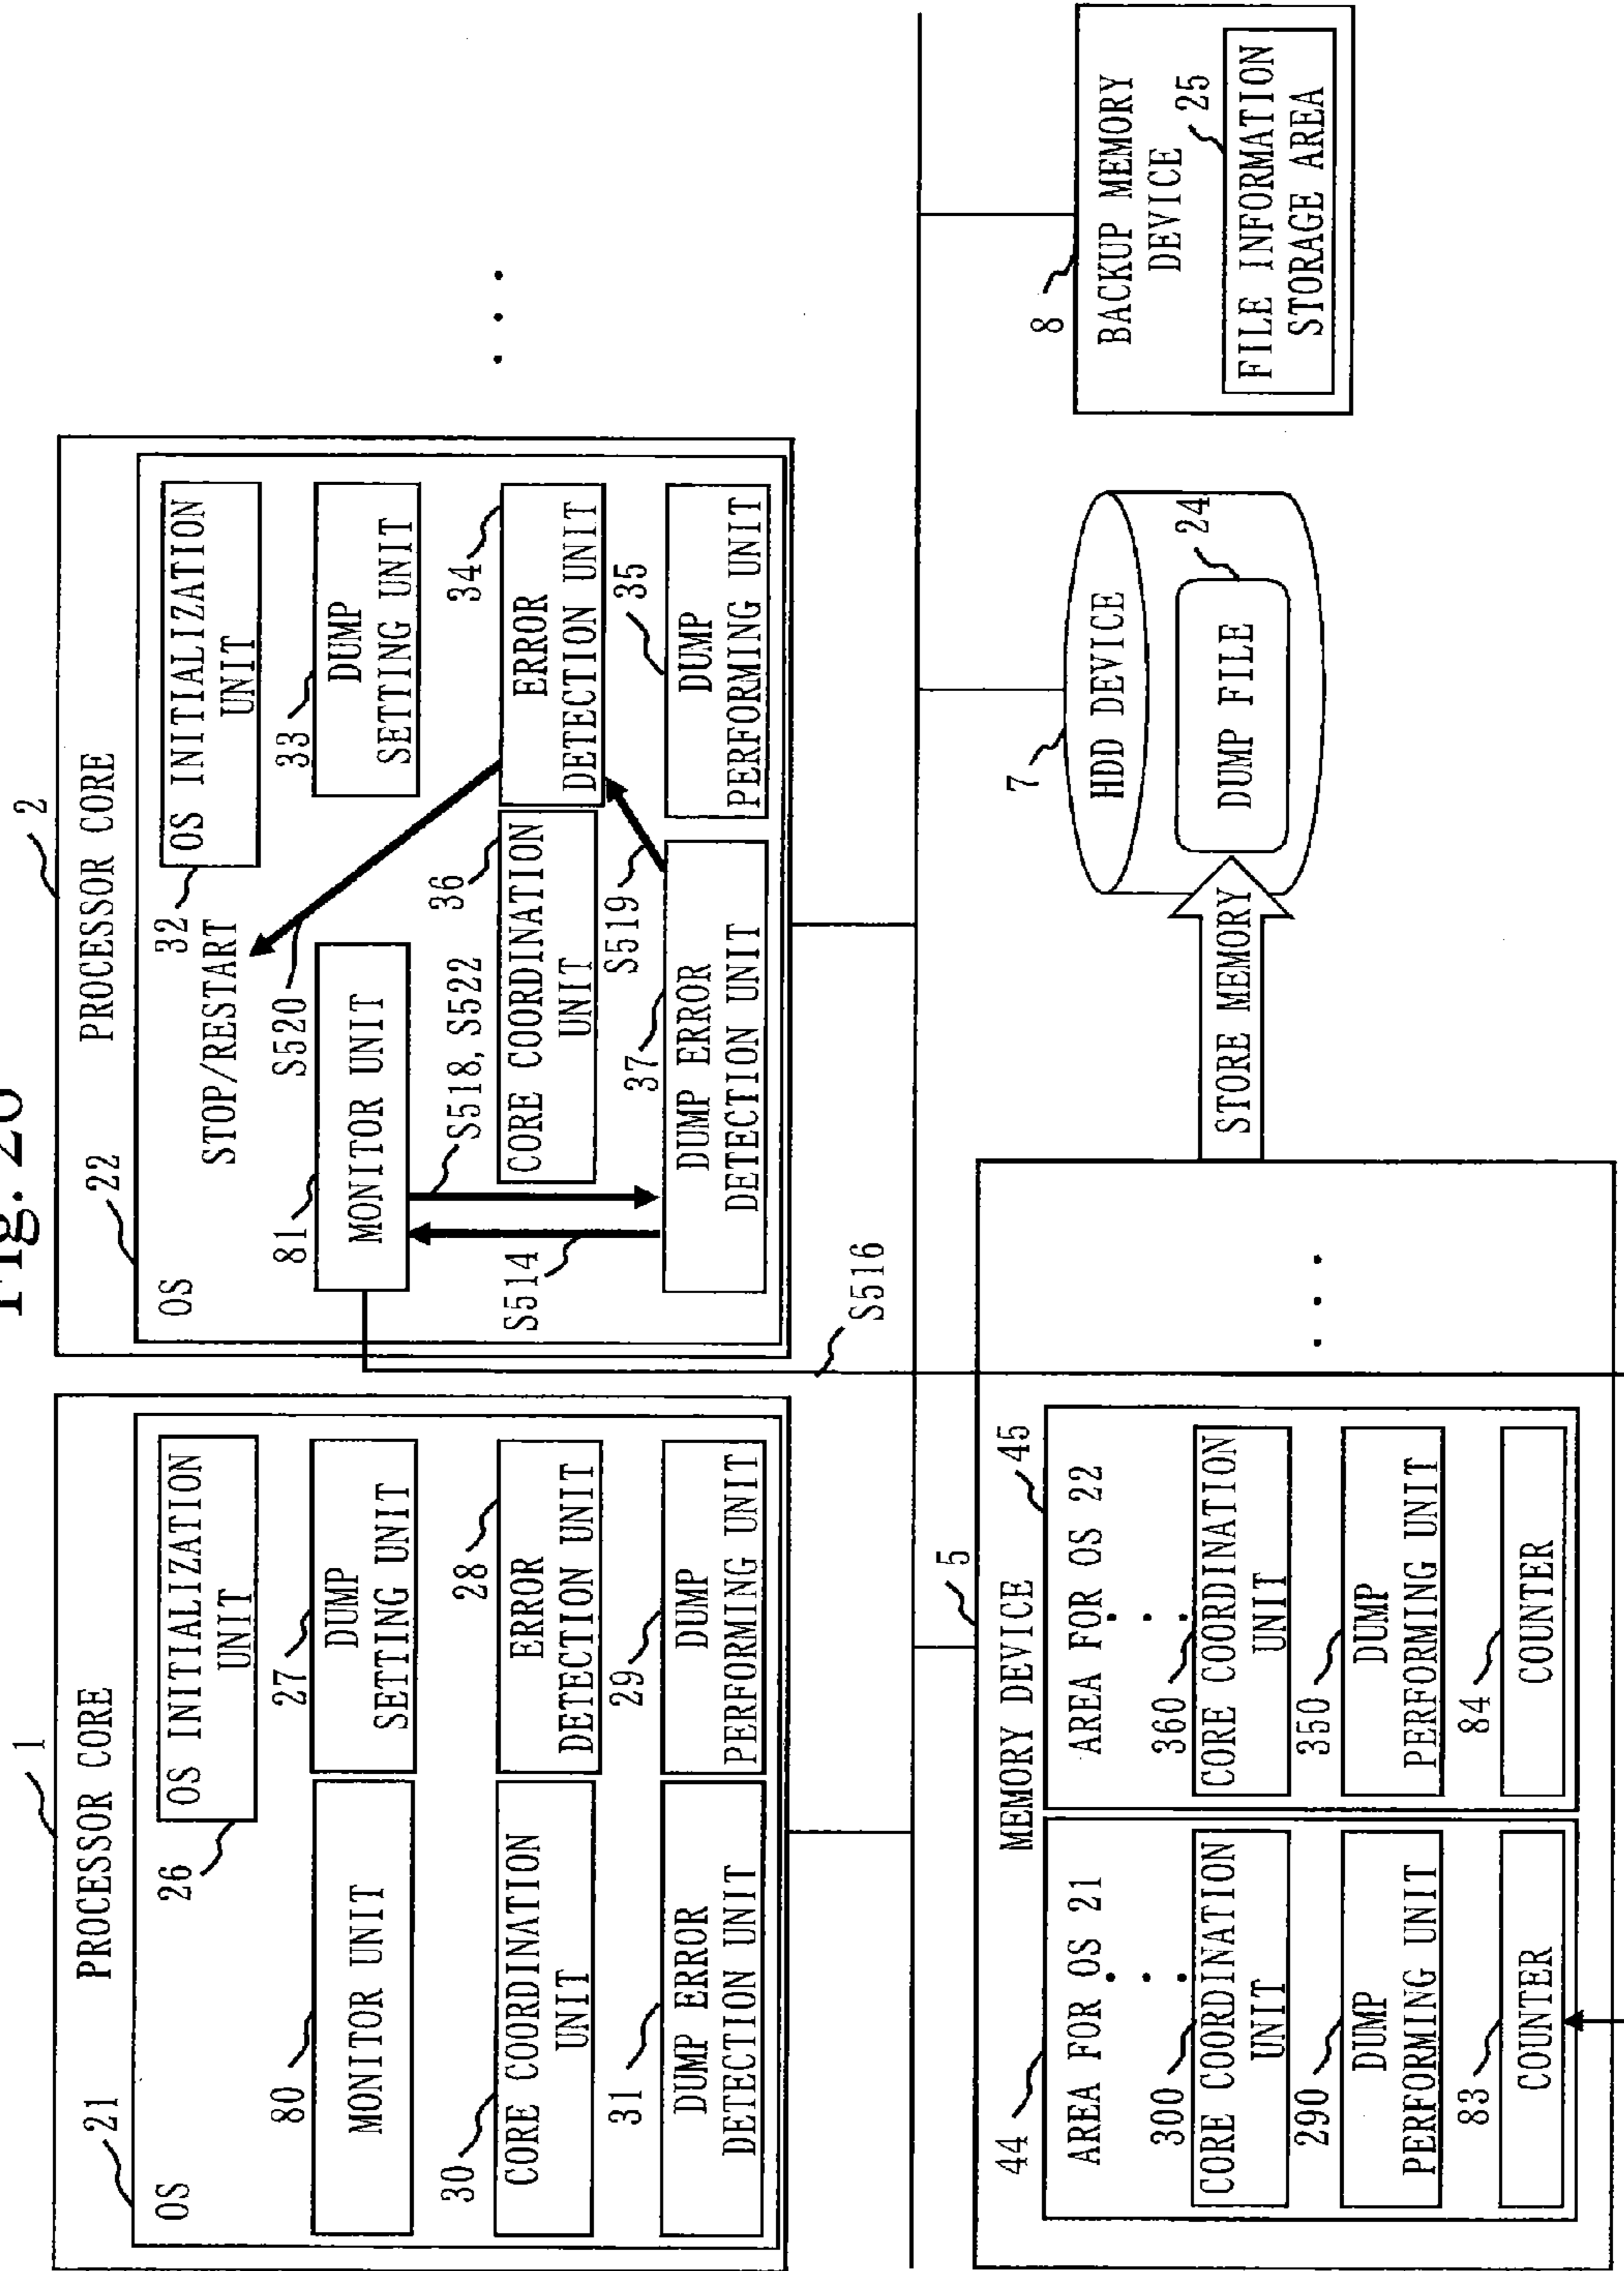 Fig. 20
1
PROCESSOR CORE
21
OS
OS INITIALIZATION
UNIT
26
80
MONITOR UNIT
27
DUMP
SETTING UNIT
30
CORE COORDINATION
UNIT
28
ERROR
DETECTION UNIT
31
DUMP ERROR
DETECTION UNIT
29
DUMP
PERFORMING UNIT
2
PROCESSOR CORE
22
OS
STOP/RESTART
32
OS INITIALIZATION
UNIT
S520
81
MONITOR UNIT
33
DUMP
SETTING UNIT
S518, S522
36
CORE COORDINATION
UNIT
34
ERROR
DETECTION UNIT
S514
37
S519
DUMP ERROR
DETECTION UNIT
35
DUMP
PERFORMING UNIT
S516
5
MEMORY DEVICE
44
AREA FOR OS 21
300
CORE COORDINATION
UNIT
290
DUMP
PERFORMING UNIT
83
COUNTER
45
AREA FOR OS 22
360
CORE COORDINATION
UNIT
350
DUMP
PERFORMING UNIT
84
COUNTER
STORE MEMORY
7
HDD DEVICE
24
DUMP FILE
8
BACKUP MEMORY
DEVICE
25
FILE INFORMATION
STORAGE AREA